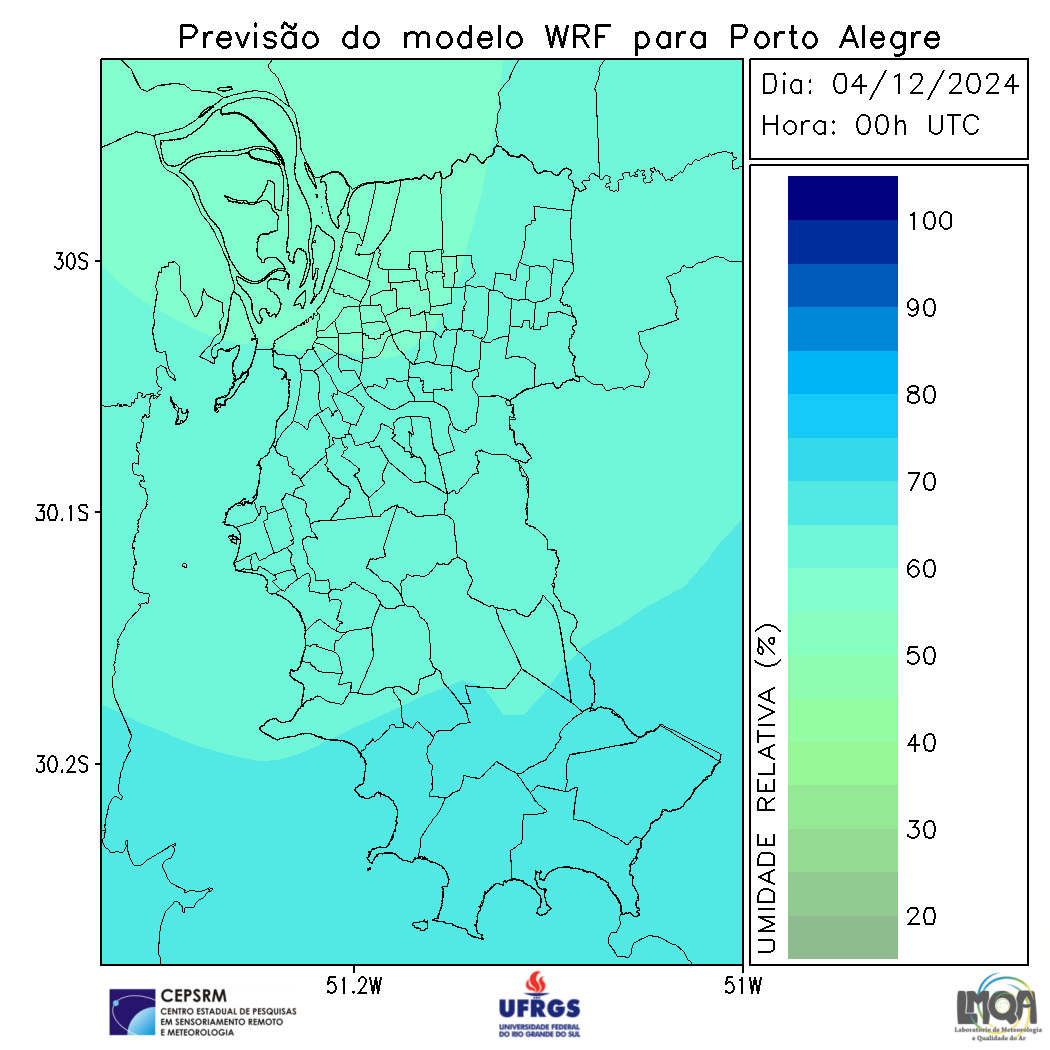 Previsão do modelo WRF para Porto Alegre
Dia: 04/12/2024
Hora: 00h UTC
30S
30.1S
30.2S
51.2W
51W
UMIDADE RELATIVA (%)
100
90
80
70
60
50
40
30
20
CEPSRM
CENTRO ESTADUAL DE PESQUISAS
EM SENSORIAMENTO REMOTO
E METEOROLOGIA
UFRGS
UNIVERSIDADE FEDERAL
DO RIO GRANDE DO SUL
LMQA
Laboratório de Meteorologia
e Qualidade do Ar